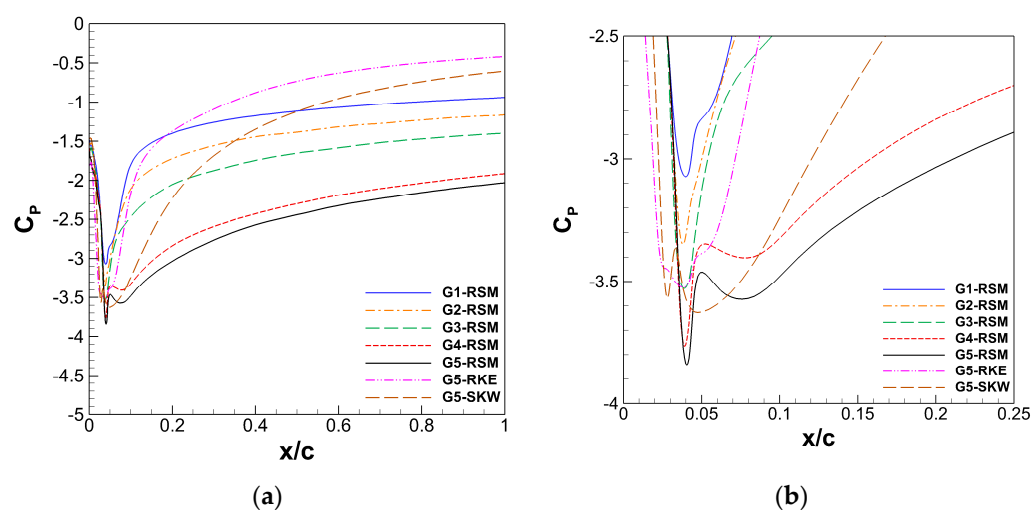 0
-0.5
-1
-1.5
-2
-2.5
-3
-3.5
-4
-4.5
-5
C_P
0 0.2 0.4 0.6 0.8 1
x/c
G1-RSM
G2-RSM
G3-RSM
G4-RSM
G5-RSM
G5-RKE
G5-SKW
(a)
-2.5
-3
-3.5
-4
C_P
0 0.05 0.1 0.15 0.2 0.25
x/c
G1-RSM
G2-RSM
G3-RSM
G4-RSM
G5-RSM
G5-RKE
G5-SKW
(b)